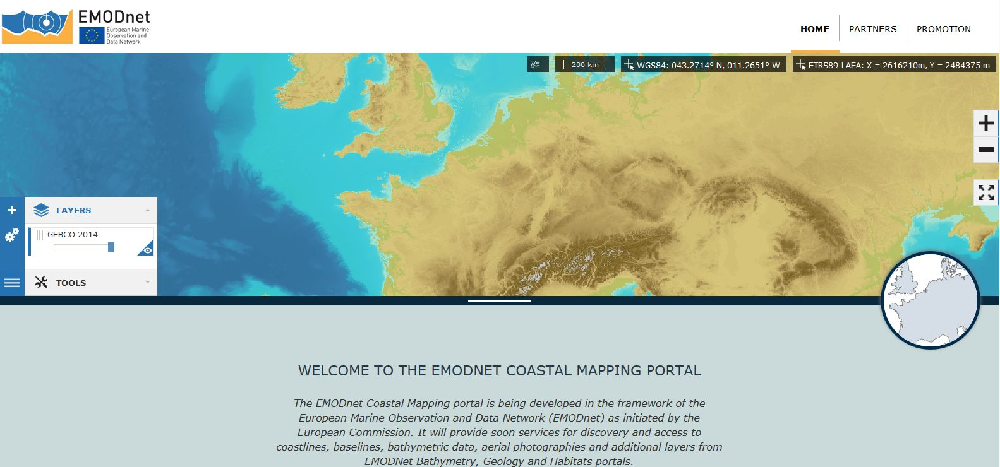 EMODnet
European Marine
Observation and
Data Network
HOME
PARTNERS
PROMOTION
200 km
WGS84: 043.2714° N, 011.2651° W
ETRS89-LAEA: X = 2616210m, Y = 2484375 m
LAYERS
GEBCO 2014
TOOLS
WELCOME TO THE EMODNET COASTAL MAPPING PORTAL
The EMODnet Coastal Mapping portal is being developed in the framework of the
European Marine Observation and Data Network (EMODnet) as initiated by the
European Commission. It will provide soon services for discovery and access to
coastlines, baselines, bathymetric data, aerial photographies and additional layers from
EMODNet Bathymetry, Geology and Habitats portals.